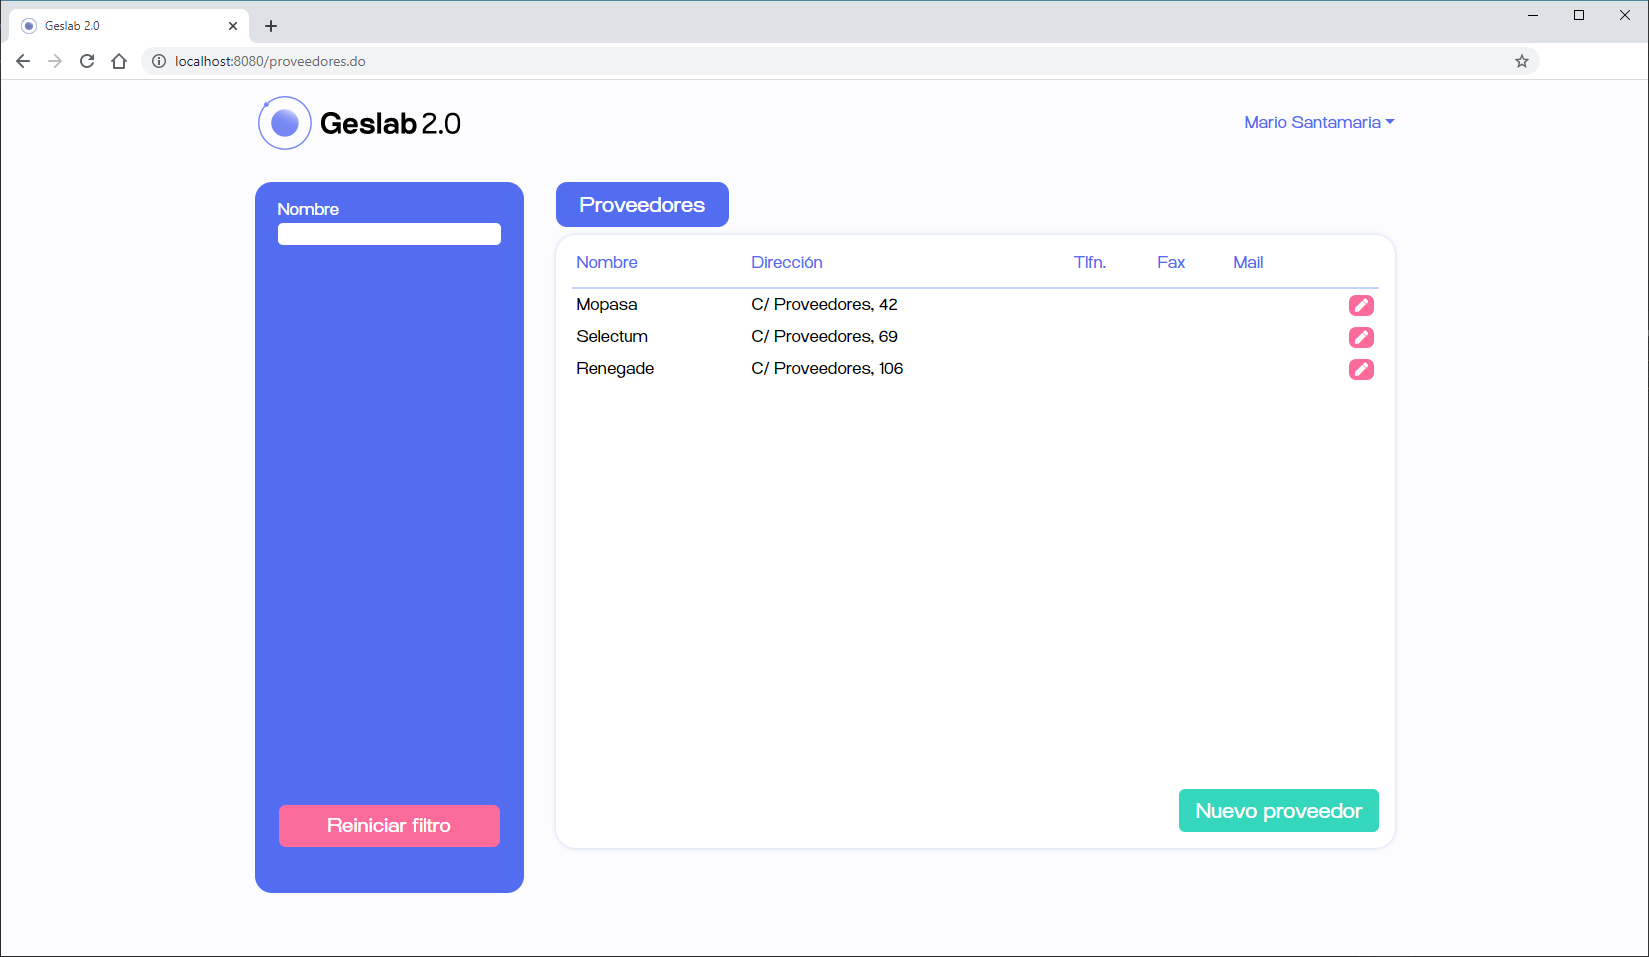 Geslab 2.0
localhost:8080/proveedores.do
Geslab 2.0
Mario Santamaria
Nombre
Reiniciar filtro
Proveedores
Nombre Dirección Tlfn. Fax Mail
Mopasa C/ Proveedores, 42
Selectum C/ Proveedores, 69
Renegade C/ Proveedores, 106
Nuevo proveedor